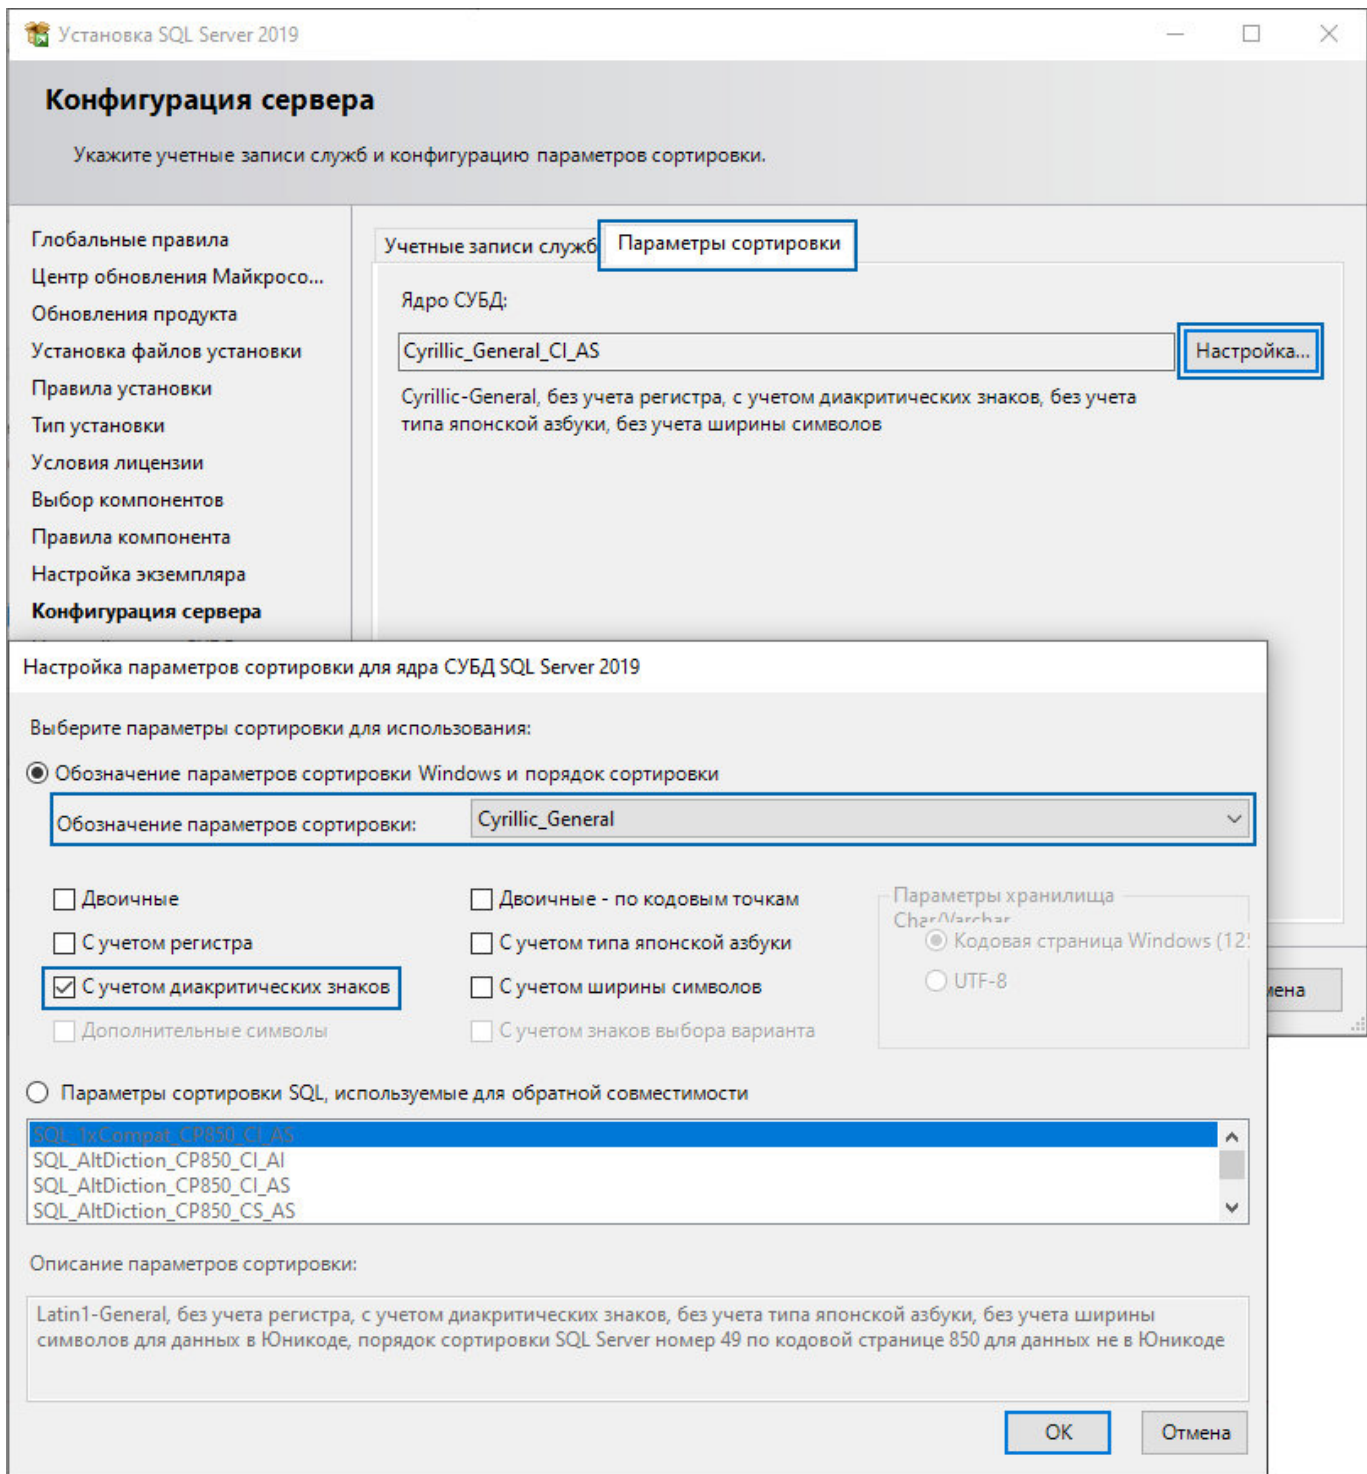 Установка SQL Server 2019
Конфигурация сервера
Укажите учетные записи служб и конфигурацию параметров сортировки.
Глобальные правила
Центр обновления Майкросо...
Обновления продукта
Установка файлов установки
Правила установки
Тип установки
Условия лицензии
Выбор компонентов
Правила компонента
Настройка экземпляра
Конфигурация сервера
Учетные записи служб
Параметры сортировки
Ядро СУБД:
Cyrillic_General_CI_AS
Настройка...
Cyrillic-General, без учета регистра, с учетом диакритических знаков, без учета
типа японской азбуки, без учета ширины символов
мена
Настройка параметров сортировки для ядра СУБД SQL Server 2019
Выберите параметры сортировки для использования:
Обозначение параметров сортировки Windows и порядок сортировки
Обозначение параметров сортировки:
Cyrillic_General
Двоичные
Двоичные - по кодовым точкам
С учетом регистра
С учетом типа японской азбуки
С учетом диакритических знаков
С учетом ширины символов
Дополнительные символы
С учетом знаков выбора варианта
Параметры хранилища
Char/Varchar
Кодовая страница Windows (12
UTF-8
Параметры сортировки SQL, используемые для обратной совместимости
SQL_1xCompat_CP850_CI_AS
SQL_AltDiction_CP850_CI_AI
SQL_AltDiction_CP850_CI_AS
SQL_AltDiction_CP850_CS_AS
Описание параметров сортировки:
Latin1-General, без учета регистра, с учетом диакритических знаков, без учета типа японской азбуки, без учета ширины
символов для данных в Юникоде, порядок сортировки SQL Server номер 49 по кодовой странице 850 для данных не в Юникоде
OK
Отмена